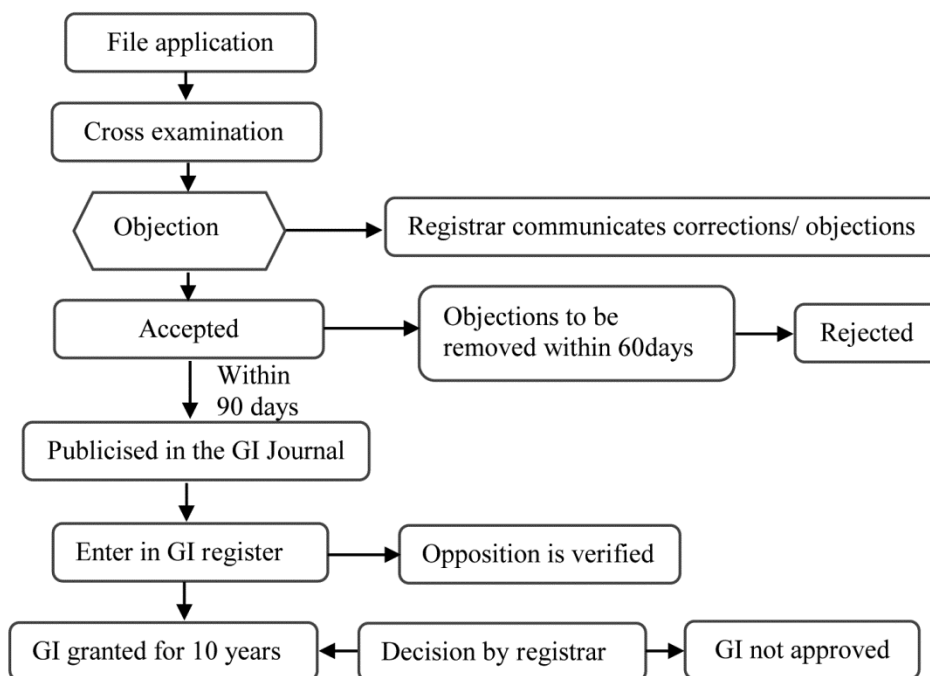 File application
Cross examination
Objection
Registrar communicates corrections/ objections
Accepted
Objections to be
removed within 60days
Rejected
Within
90 days
Publicised in the GI Journal
Enter in GI register
Opposition is verified
GI granted for 10 years
Decision by registrar
GI not approved